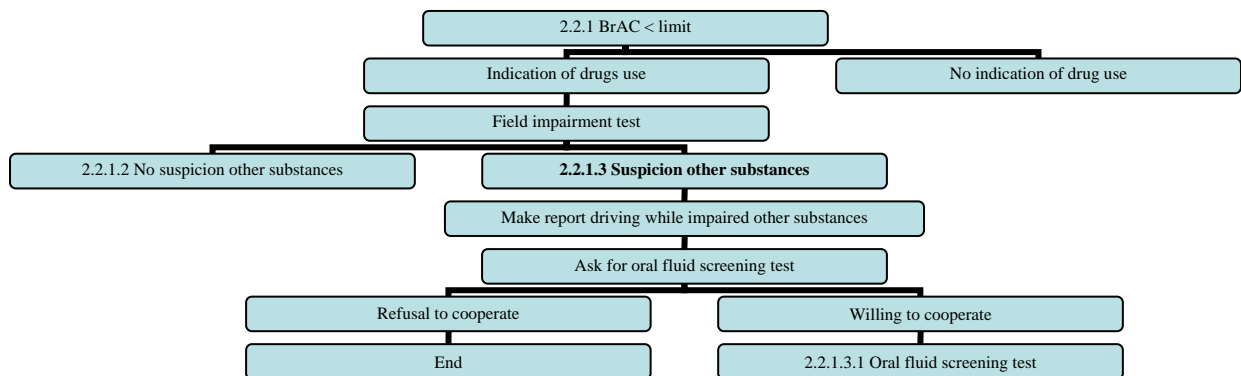 2.2.1 BrAC < limit
Indication of drugs use
No indication of drug use
Field impairment test
2.2.1.2 No suspicion other substances
2.2.1.3 Suspicion other substances
Make report driving while impaired other substances
Ask for oral fluid screening test
Refusal to cooperate
Willing to cooperate
End
2.2.1.3.1 Oral fluid screening test